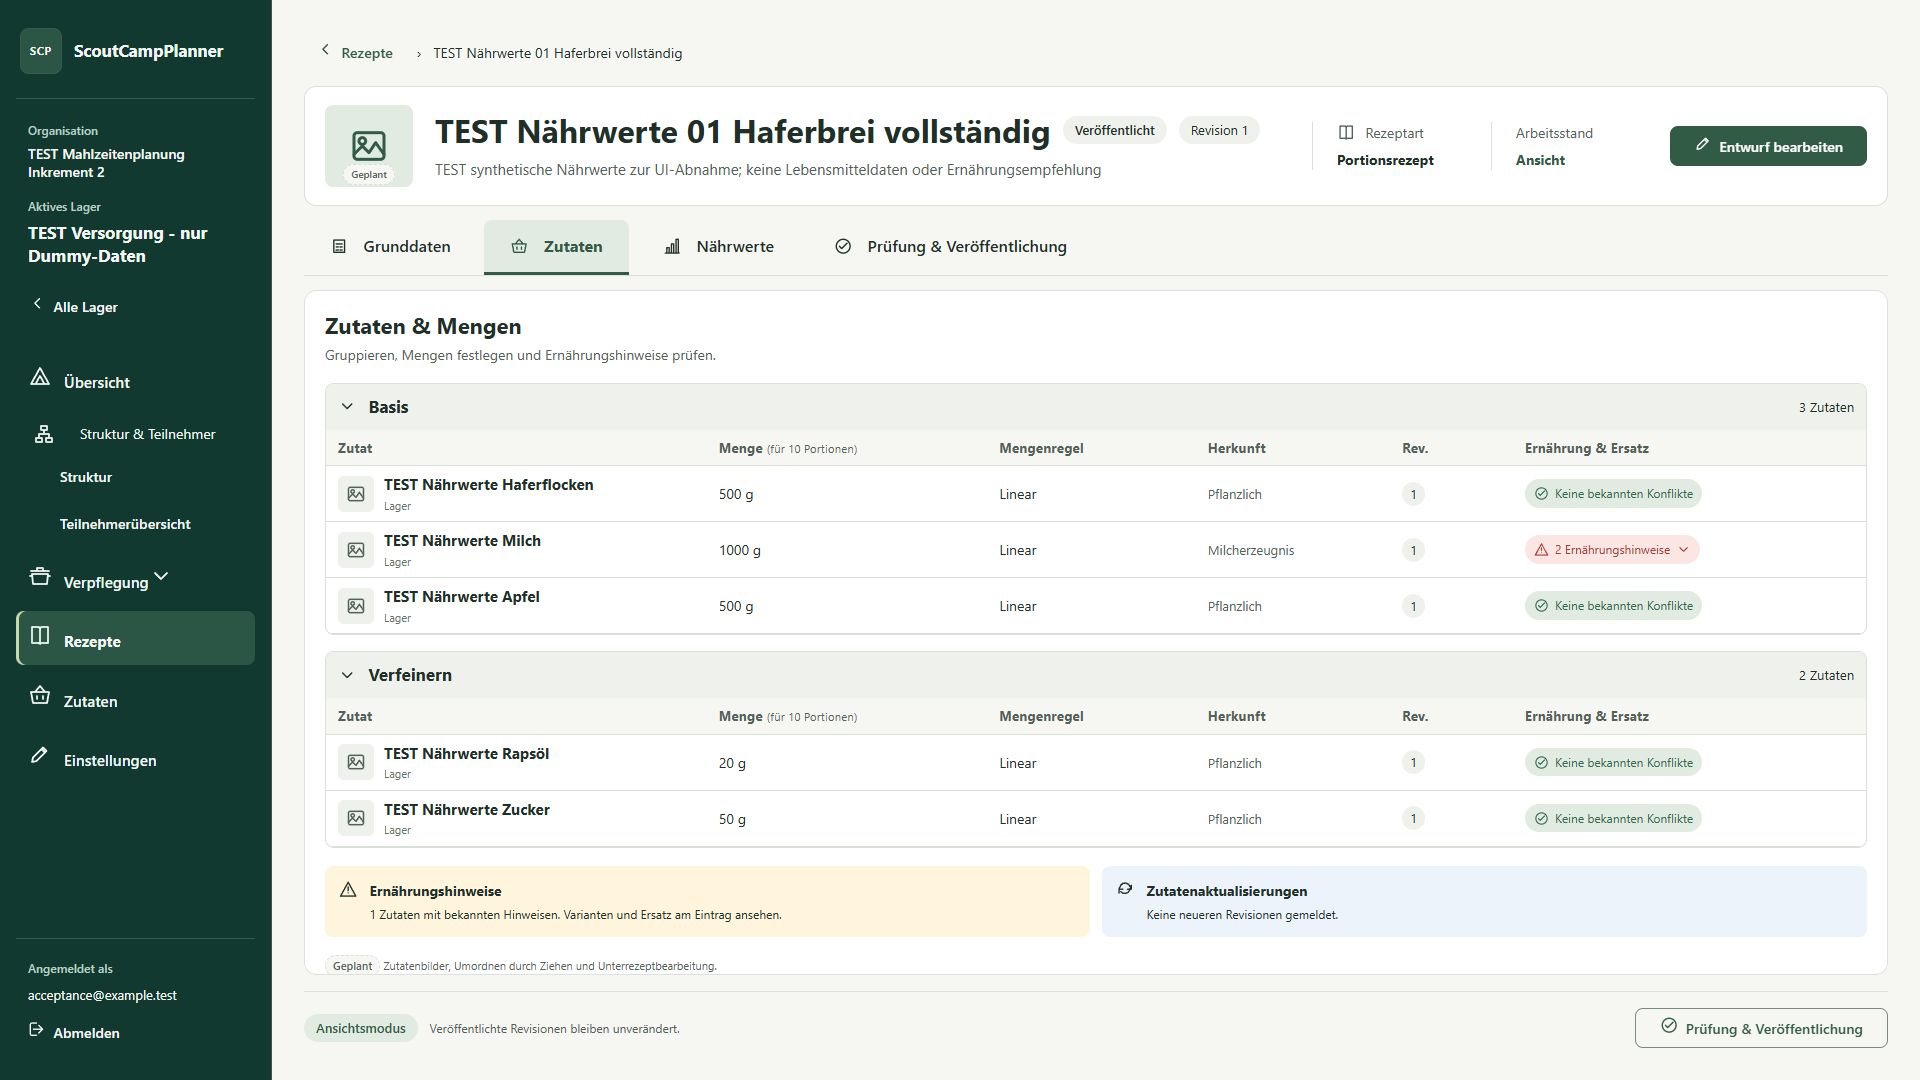 SCP
ScoutCampPlanner
Organisation
TEST Mahlzeitenplanung
Inkrement 2
Aktives Lager
TEST Versorgung - nur
Dummy-Daten
Alle Lager
Übersicht
Struktur & Teilnehmer
Struktur
Teilnehmerübersicht
Verpflegung
Rezepte
Zutaten
Einstellungen
Angemeldet als
acceptance@example.test
Abmelden
Rezepte › TEST Nährwerte 01 Haferbrei vollständig
Geplant
TEST Nährwerte 01 Haferbrei vollständig Veröffentlicht Revision 1
TEST synthetische Nährwerte zur UI-Abnahme; keine Lebensmitteldaten oder Ernährungsempfehlung
Rezeptart
Portionsrezept
Arbeitsstand
Ansicht
Entwurf bearbeiten
Grunddaten Zutaten Nährwerte Prüfung & Veröffentlichung
Zutaten & Mengen
Gruppieren, Mengen festlegen und Ernährungshinweise prüfen.
Basis 3 Zutaten
Zutat Menge (für 10 Portionen) Mengenregel Herkunft Rev. Ernährung & Ersatz
TEST Nährwerte Haferflocken 500 g Linear Pflanzlich 1 Keine bekannten Konflikte
Lager
TEST Nährwerte Milch 1000 g Linear Milcherzeugnis 1 2 Ernährungshinweise
Lager
TEST Nährwerte Apfel 500 g Linear Pflanzlich 1 Keine bekannten Konflikte
Lager
Verfeinern 2 Zutaten
Zutat Menge (für 10 Portionen) Mengenregel Herkunft Rev. Ernährung & Ersatz
TEST Nährwerte Rapsöl 20 g Linear Pflanzlich 1 Keine bekannten Konflikte
Lager
TEST Nährwerte Zucker 50 g Linear Pflanzlich 1 Keine bekannten Konflikte
Lager
Ernährungshinweise
1 Zutaten mit bekannten Hinweisen. Varianten und Ersatz am Eintrag ansehen.
Zutatenaktualisierungen
Keine neueren Revisionen gemeldet.
Geplant Zutatenbilder, Umordnen durch Ziehen und Unterrezeptbearbeitung.
Ansichtsmodus Veröffentlichte Revisionen bleiben unverändert.
Prüfung & Veröffentlichung